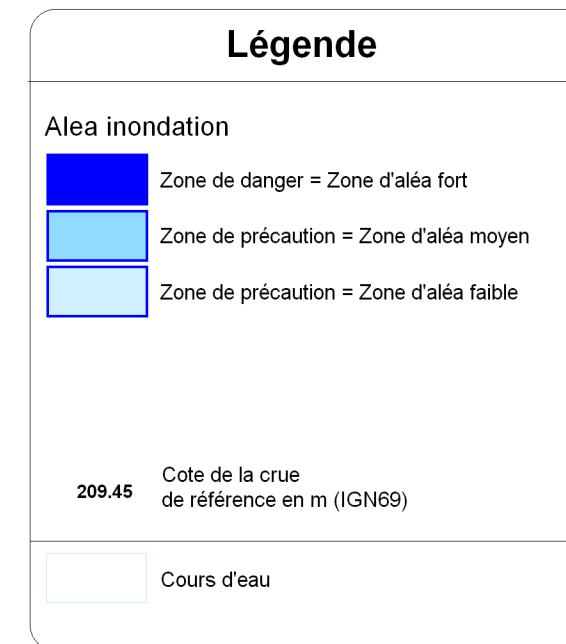 Légende
Alea inondation
Zone de danger = Zone d'aléa fort
Zone de précaution = Zone d'aléa moyen
Zone de précaution = Zone d'aléa faible
209.45 Cote de la crue
de référence en m (IGN69)
Cours d'eau